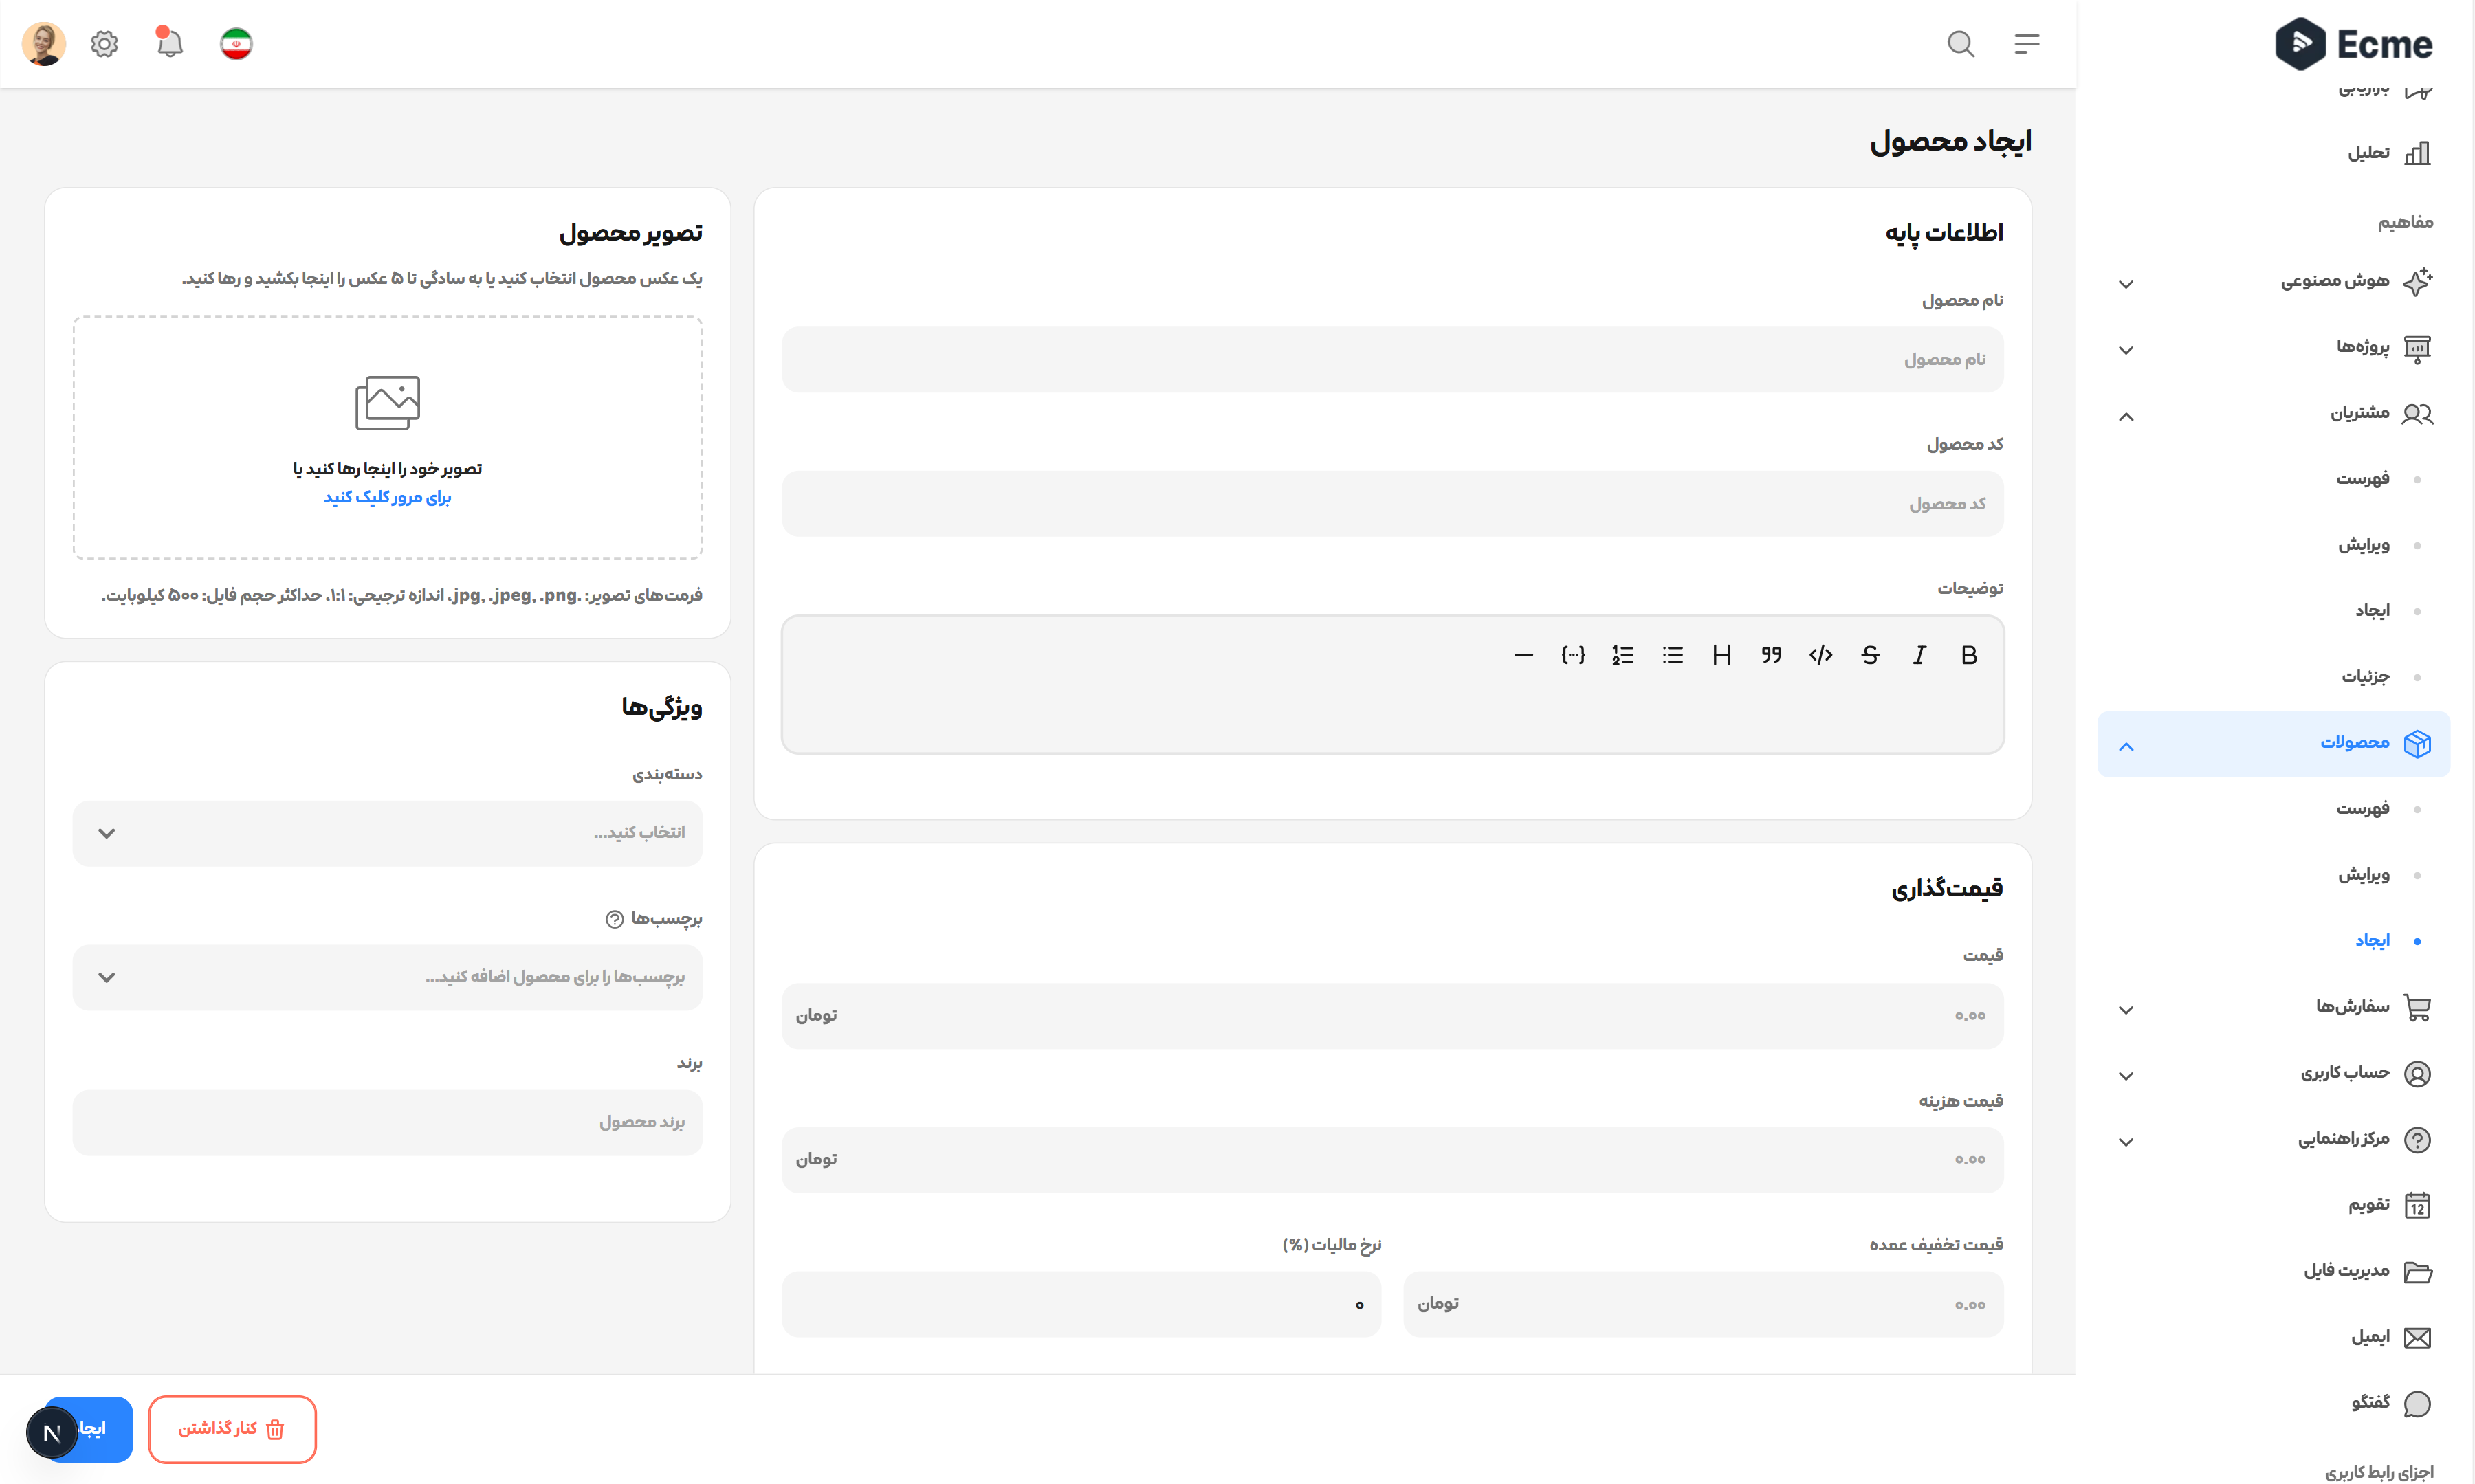 Ecme
تحلیل
مفاهیم
هوش مصنوعی
پروژه‌ها
مشتریان
فهرست
ویرایش
ایجاد
جزئیات
محصولات
فهرست
ویرایش
ایجاد
سفارش‌ها
حساب کاربری
مرکز راهنمایی
تقویم
12
مدیریت فایل
ایمیل
گفتگو
اجزای رابط کاربری
ایجاد محصول
اطلاعات پایه
نام محصول
نام محصول
کد محصول
کد محصول
توضیحات
قیمت‌گذاری
قیمت
۰.۰۰ تومان
قیمت هزینه
۰.۰۰ تومان
قیمت تخفیف عمده
۰.۰۰ تومان
نرخ مالیات (%)
۰
تصویر محصول
یک عکس محصول انتخاب کنید یا به سادگی تا ۵ عکس را اینجا بکشید و رها کنید.
تصویر خود را اینجا رها کنید یا
برای مرور کلیک کنید
فرمت‌های تصویر: .jpg, .jpeg, .png، اندازه ترجیحی: ۱:۱، حداکثر حجم فایل: ۵۰۰ کیلوبایت.
ویژگی‌ها
دسته‌بندی
انتخاب کنید...
برچسب‌ها
برچسب‌ها را برای محصول اضافه کنید...
برند
برند محصول
کنار گذاشتن
N